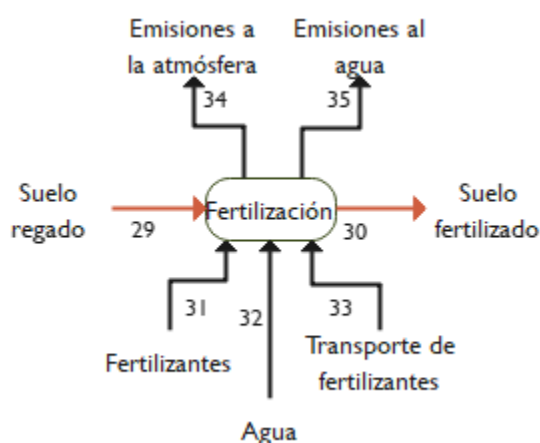 Emisiones a
la atmósfera
Emisiones al
agua
34
35
Suelo
regado
29
Fertilización
30
Suelo
fertilizado
31
32
33
Fertilizantes
Transporte de
fertilizantes
Agua